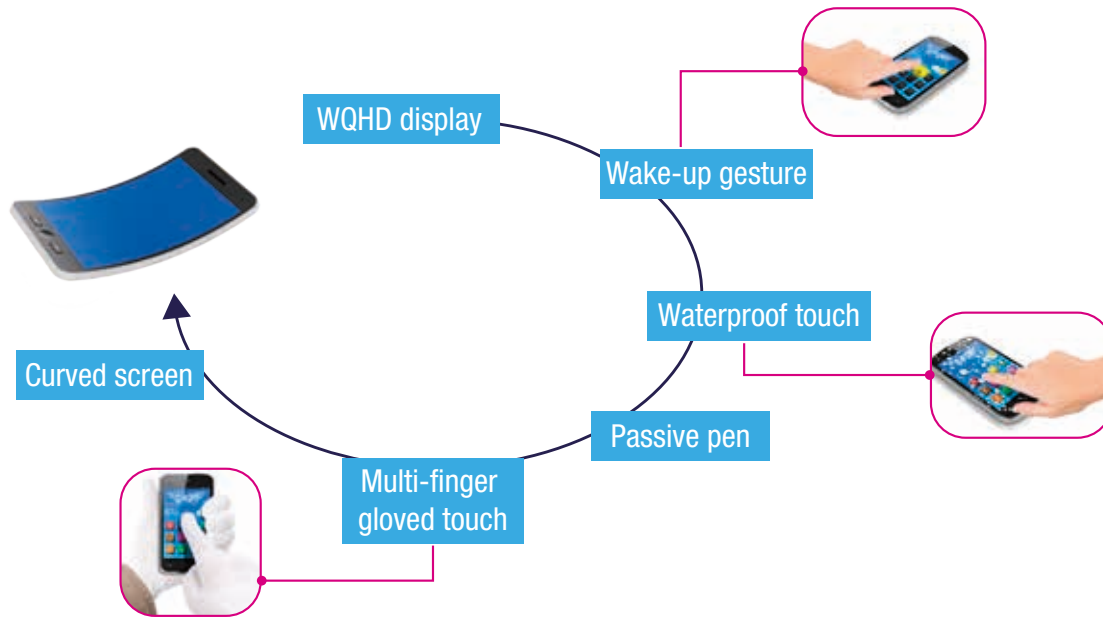 WQHD display
Wake-up gesture
Waterproof touch
Passive pen
Multi-finger
gloved touch
Curved screen